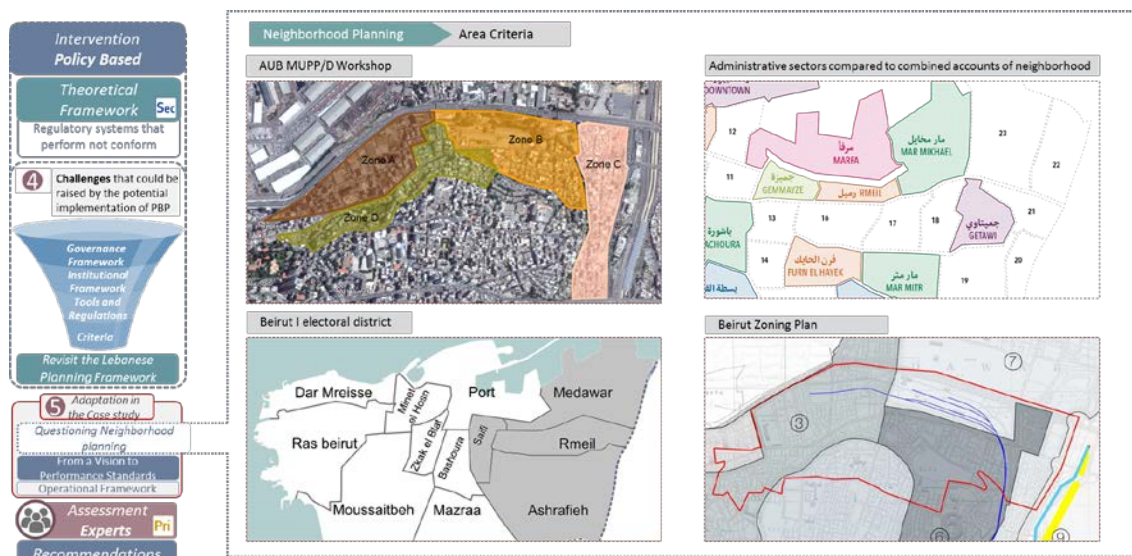 Intervention
Policy Based
Theoretical
Framework
Sec
Regulatory systems that
perform not conform
4
Challenges that could be
raised by the potential
implementation of PBP
Governance
Framework
Institutional
Framework
Tools and
Regulations
Criteria
Revisit the Lebanese
Planning Framework
5
Adaptation in
the Case study
Questioning Neighborhood
planning
From a Vision to
Performance Standards
Operational Framework
Assessment
Experts
Pri
Recommendations
Neighborhood Planning
Area Criteria
AUB MUPP/D Workshop
Zone A
Zone B
Zone C
Zone D
Administrative sectors compared to combined accounts of neighborhood
DOWNTOWN
12
مرفأ
MARFA
مار مخايل
MAR MIKHAEL
23
22
11
جميزة
GEMMAYZE
رميل RMEIL
جعيتاوي
GETAWI
21
13
16
17
18
باشورة
ACHOURA
14
فرن الحايك
FURN EL HAYEK
مار متر
MAR MITR
19
20
بسطة
Beirut I electoral district
Dar Mreisse
Minet el Hosn
Port
Medawar
Ras beirut
Zkak el Blat
Bashoura
Saifi
Rmeil
Moussaitbeh
Mazraa
Ashrafieh
Beirut Zoning Plan
7
3
6
9